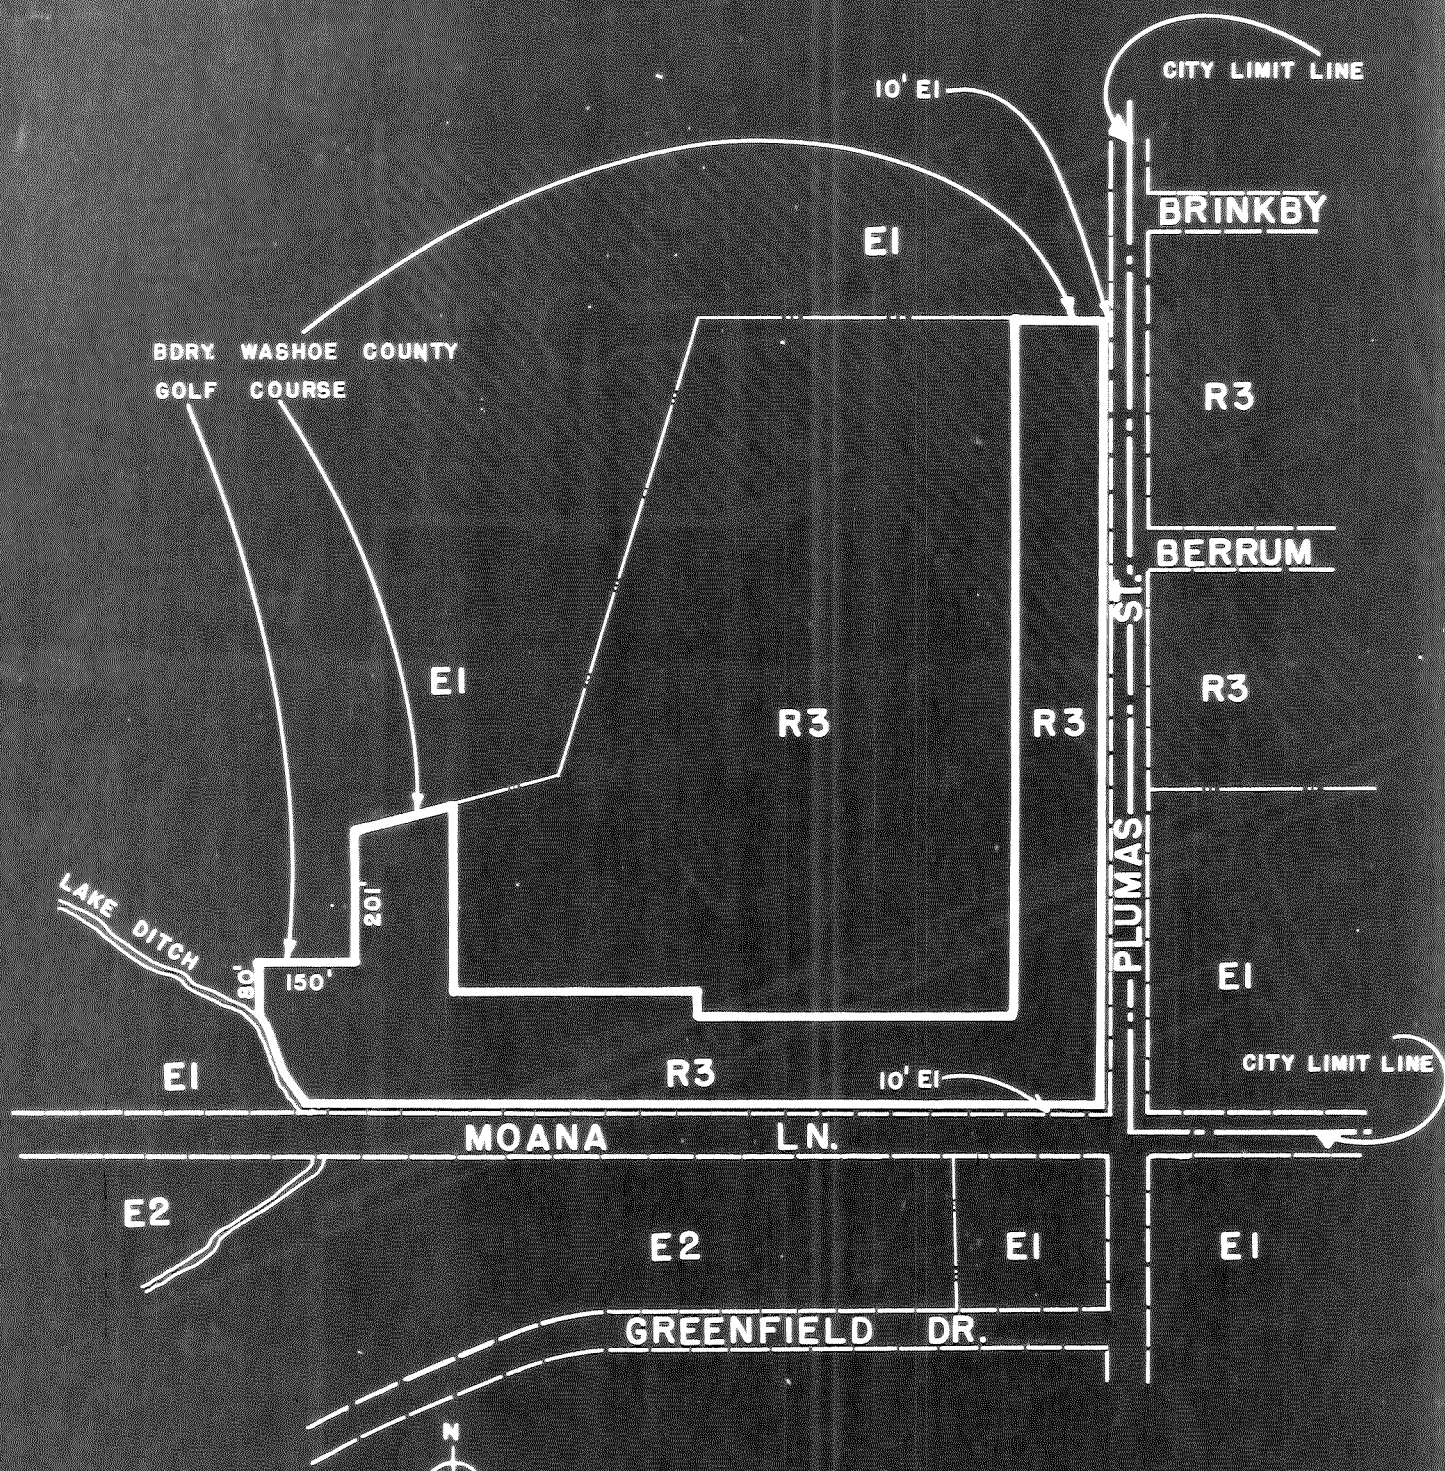 CITY LIMIT LINE
10' E1
BRINKBY
E1
BDRY. WASHOE COUNTY
GOLF COURSE
R3
BERRUM
ST.
E1
R3
R3
R3
PLUMAS
LAKE DITCH
201'
80'
150'
E1
E1
R3
10' E1
CITY LIMIT LINE
MOANA LN.
E2
E2
E1
E1
GREENFIELD DR.
N